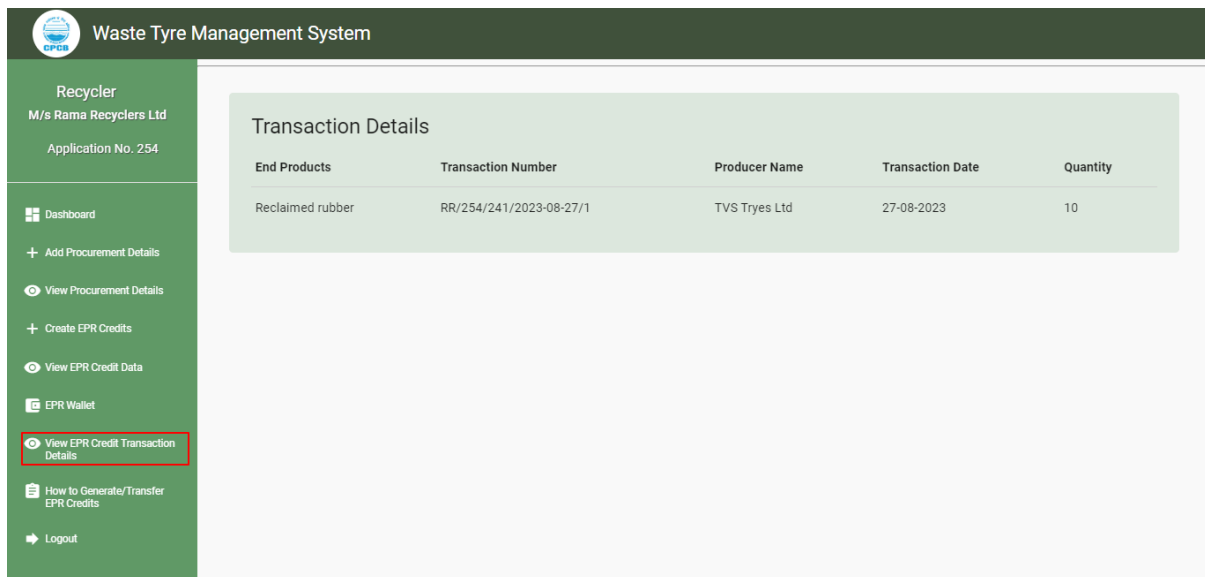 CPCB
Waste Tyre Management System
Recycler
M/s Rama Recyclers Ltd
Application No. 254
Dashboard
Add Procurement Details
View Procurement Details
Create EPR Credits
View EPR Credit Data
EPR Wallet
View EPR Credit Transaction
Details
How to Generate/Transfer
EPR Credits
Logout
Transaction Details
End Products Transaction Number Producer Name Transaction Date Quantity
Reclaimed rubber RR/254/241/2023-08-27/1 TVS Tryes Ltd 27-08-2023 10